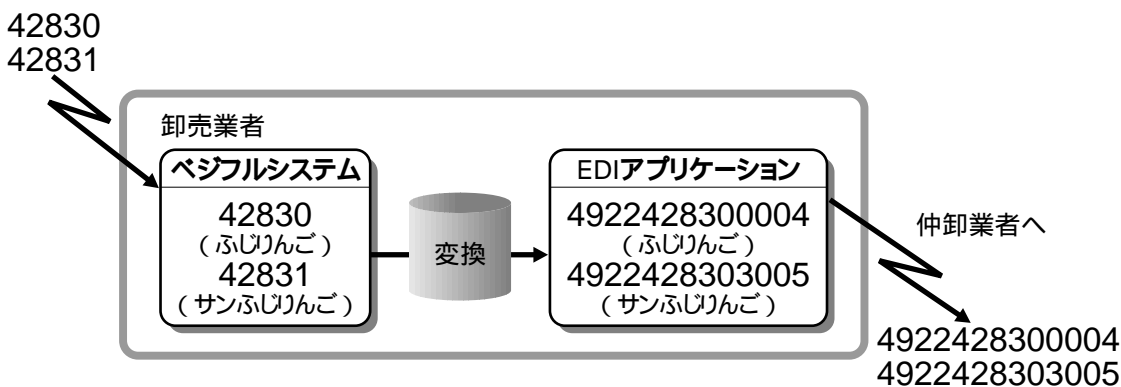 42830
42831
卸売業者
ベジフルシステム
42830
(ふじりんご)
42831
(サンふじりんご)
変換
EDIアプリケーション
4922428300004
(ふじりんご)
4922428303005
(サンふじりんご)
仲卸業者へ
4922428300004
4922428303005